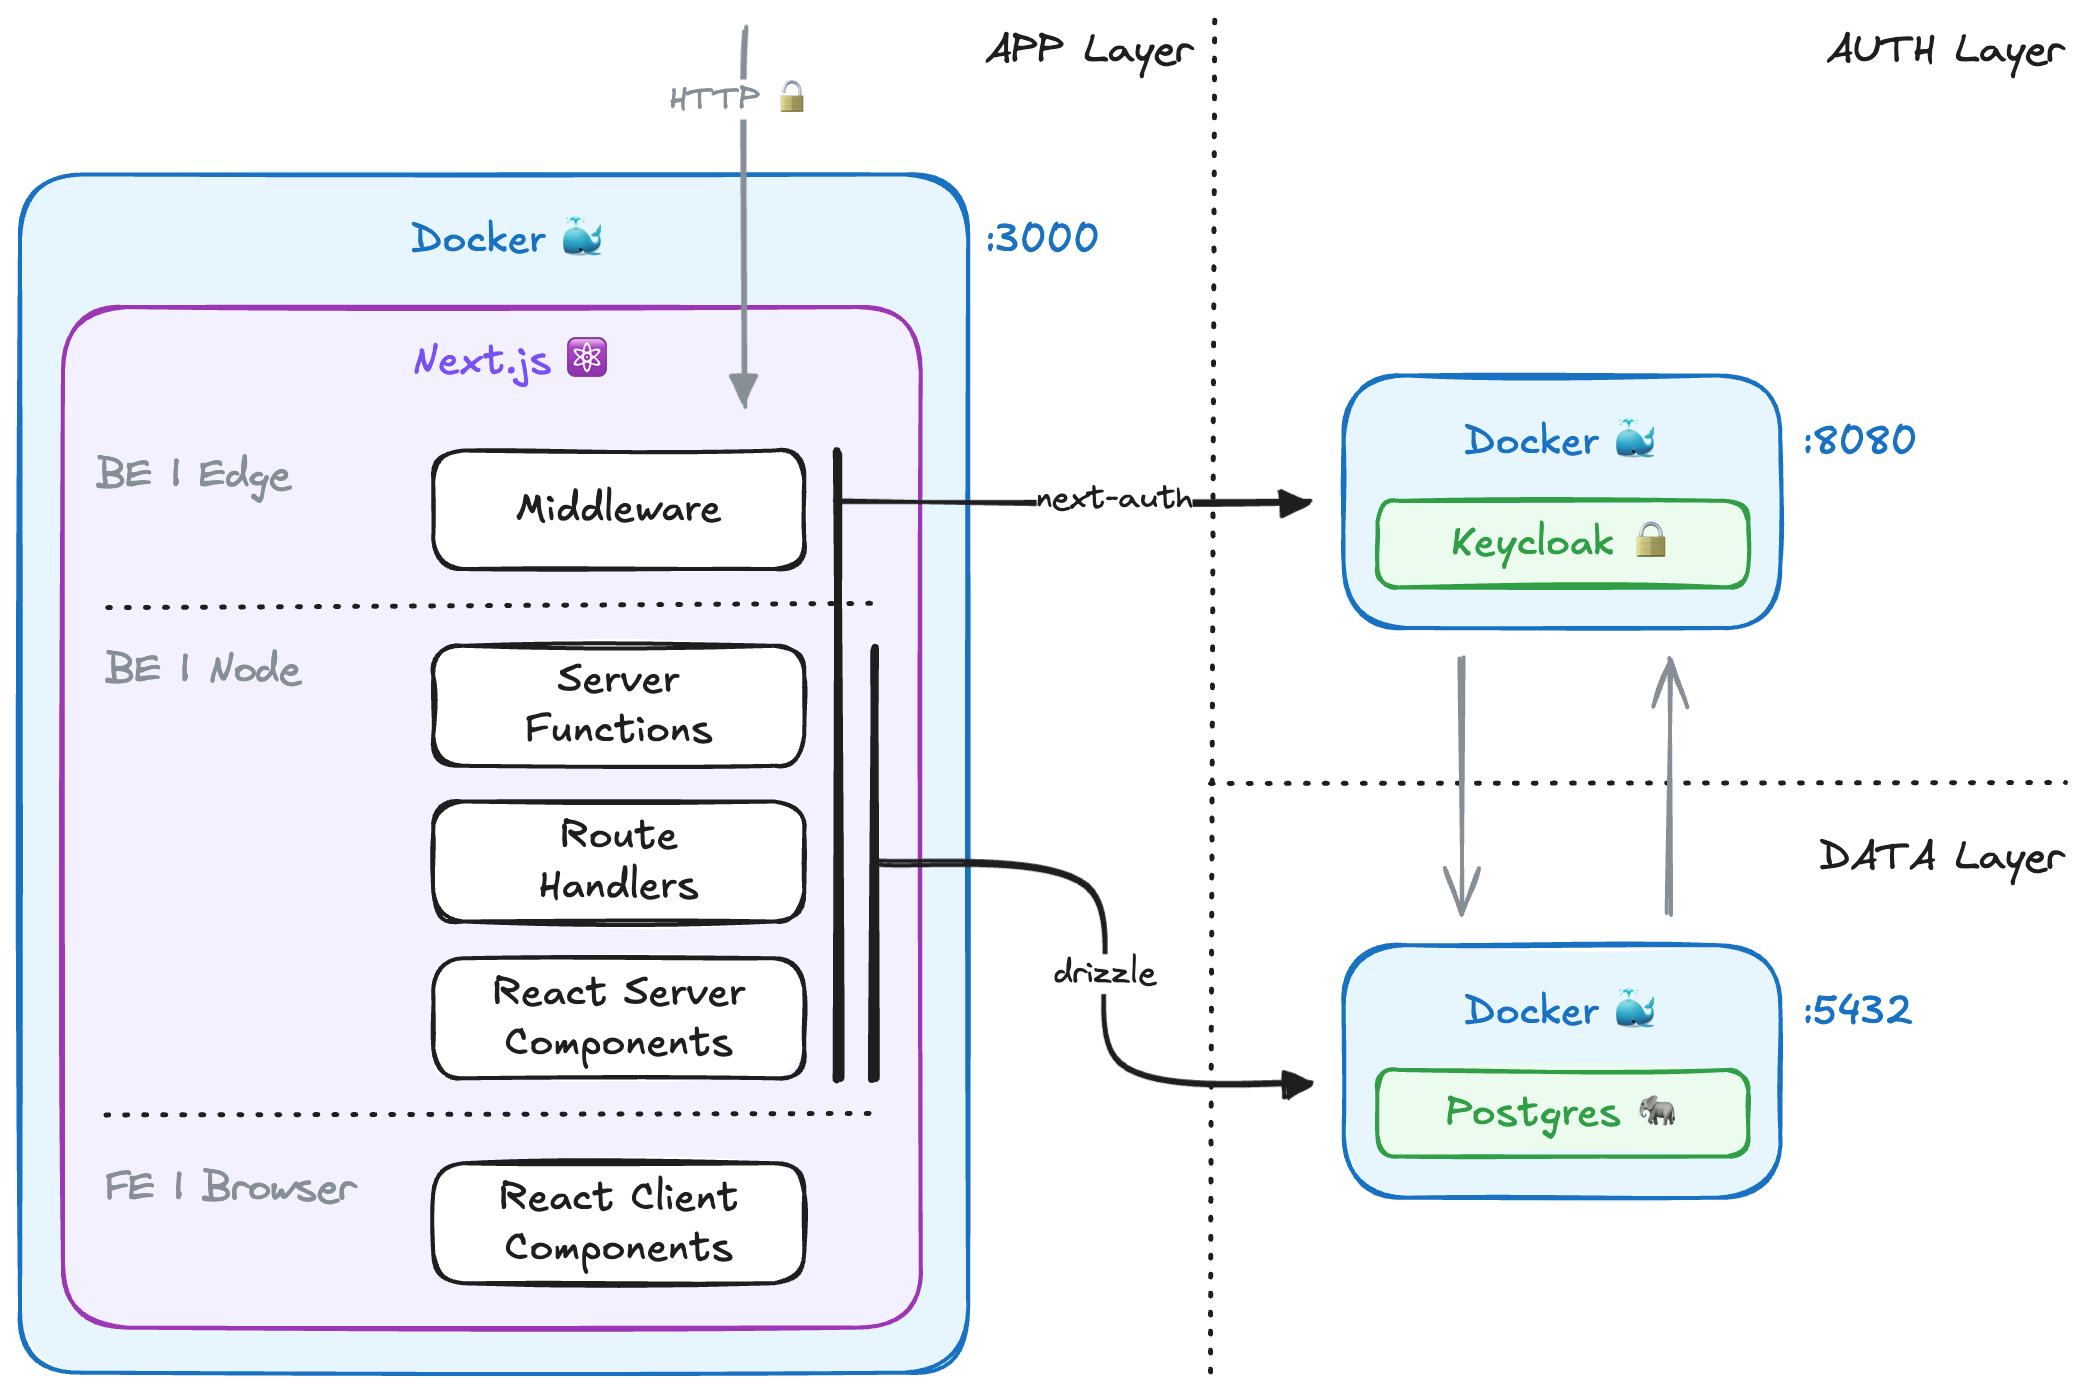 APP Layer
AUTH Layer
HTTP 🔓
Docker 🐳
:3000
Next.js ⚛️
BE | Edge
Middleware
next-auth
Docker 🐳
:8080
Keycloak 🔒
BE | Node
Server
Functions
Route
Handlers
DATA Layer
drizzle
React Server
Components
Docker 🐳
:5432
Postgres 🐘
FE | Browser
React Client
Components